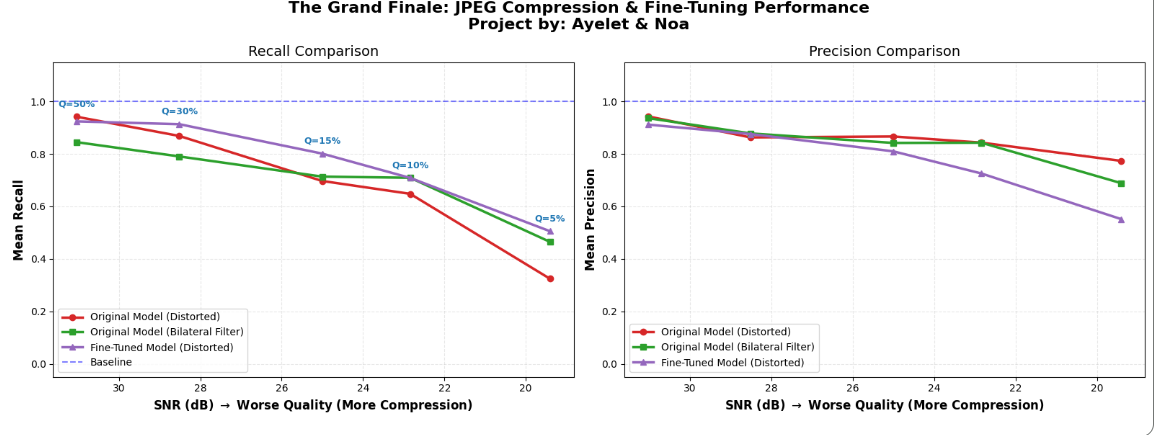 The Grand Finale: JPEG Compression & Fine-Tuning Performance
Project by: Ayelet & Noa
Recall Comparison
1.0
0.8
0.6
0.4
0.2
0.0
Mean Recall
Q=50%
Q=30%
Q=15%
Q=10%
Q=5%
Original Model (Distorted)
Original Model (Bilateral Filter)
Fine-Tuned Model (Distorted)
Baseline
30 28 26 24 22 20
SNR (dB) → Worse Quality (More Compression)
Precision Comparison
1.0
0.8
0.6
0.4
0.2
0.0
Mean Precision
Original Model (Distorted)
Original Model (Bilateral Filter)
Fine-Tuned Model (Distorted)
30 28 26 24 22 20
SNR (dB) → Worse Quality (More Compression)